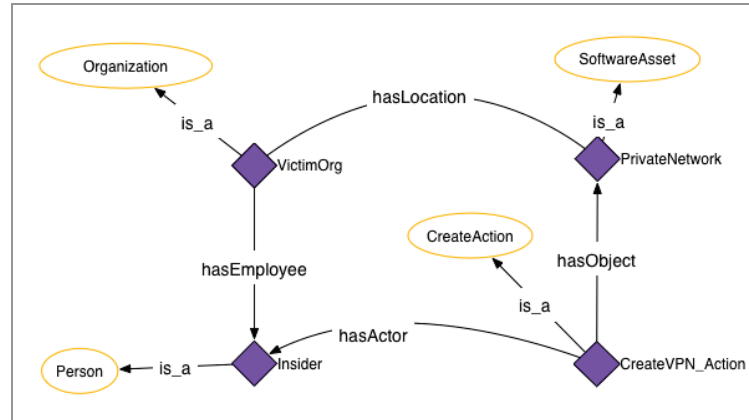 SoftwareAsset
Organization
hasLocation
is_a
is_a
VictimOrg
PrivateNetwork
CreateAction
hasEmployee
hasObject
is_a
hasActor
Person
is_a
Insider
CreateVPN_Action